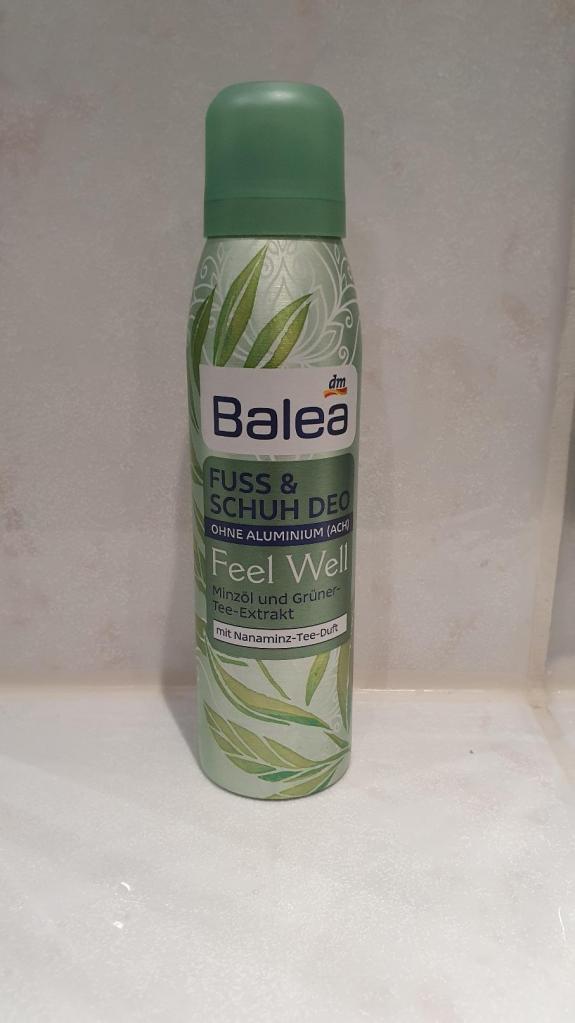 dm
Balea
FUSS &
SCHUH DEO
OHNE ALUMINIUM (ACH)
Feel Well
Minzöl und Grüner-
Tee-Extrakt
mit Nanaminz-Tee-Duft